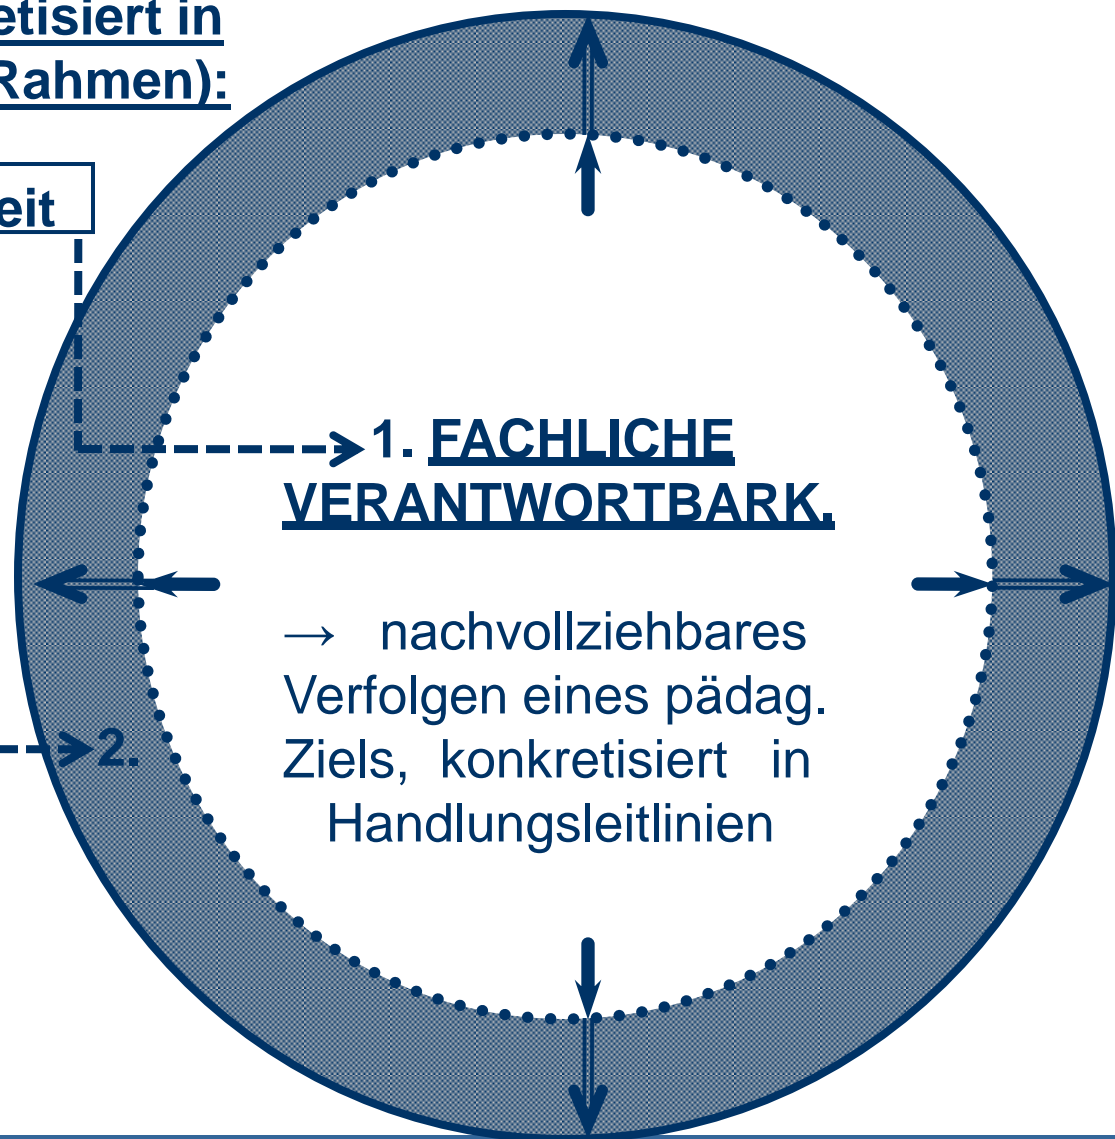 etisiert in
Rahmen):
eit
1. FACHLICHE
VERANTWORTBARK.
→ nachvollziehbares
Verfolgen eines pädag.
Ziels, konkretisiert in
Handlungsleitlinien
2.